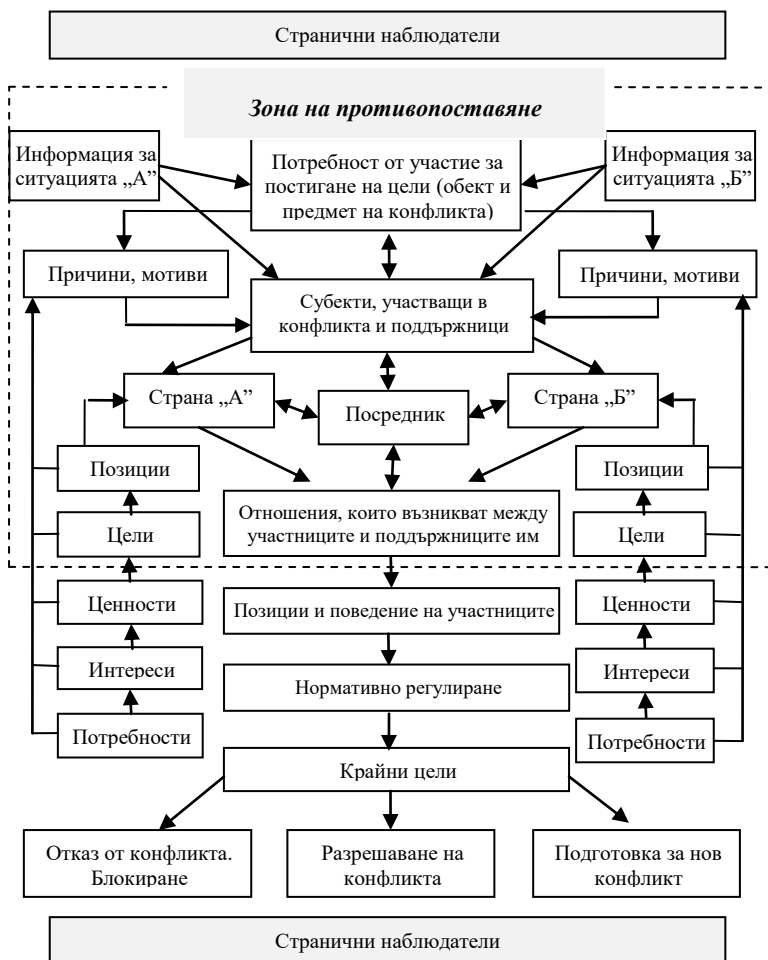 Странични наблюдатели
Зона на противопоставяне
Информация за
ситуацията „А”
Потребност от участие за
постигане на цели (обект и
предмет на конфликта)
Информация за
ситуацията „Б”
Причини, мотиви
Причини, мотиви
Субекти, участващи в
конфликта и поддържници
Страна „А”
Посредник
Страна „Б”
Позиции
Позиции
Отношения, които възникват между
участниците и поддържниците им
Цели
Цели
Ценности
Позиции и поведение на участниците
Ценности
Интереси
Нормативно регулиране
Интереси
Потребности
Потребности
Крайни цели
Отказ от конфликта.
Блокиране
Разрешаване на
конфликта
Подготовка за нов
конфликт
Странични наблюдатели